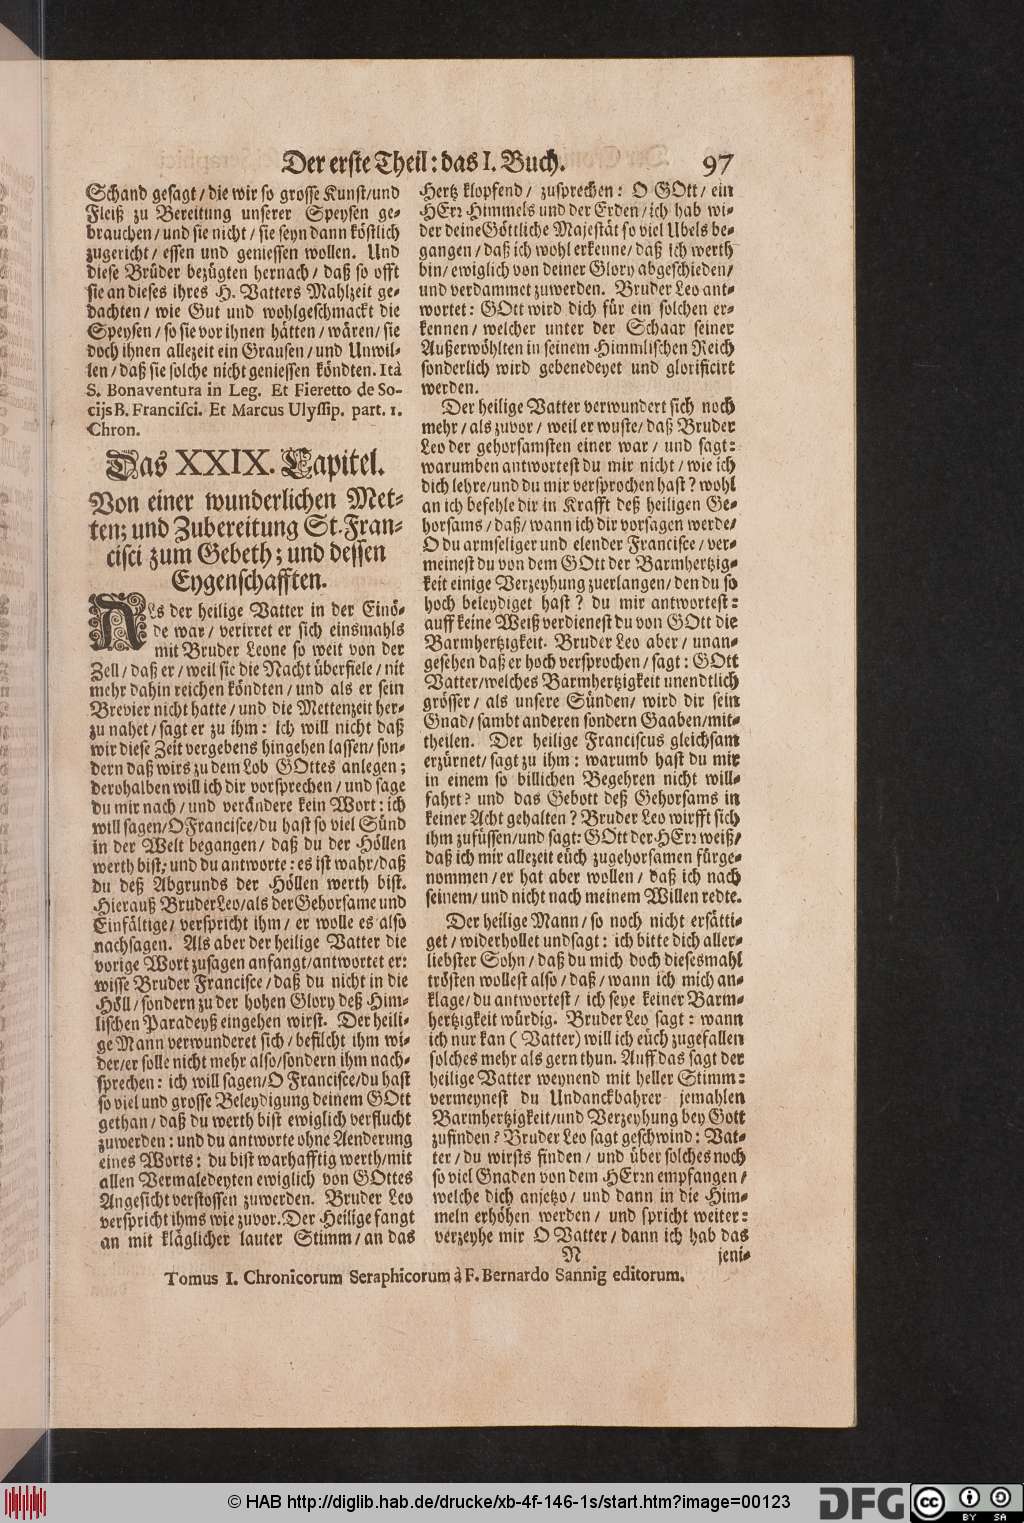 Der erste Theil: das I. Buch. 97
Schand gesagt / die wir so grosse Kunst/und
Fleiß zu Bereitung unserer Speysen ge-
brauchen / und sie nicht / sie seyn dann köstlich
zugericht / essen und geniessen wollen. Und
diese Brüder bezügten hernach / daß so offt
sie an dieses ihres H. Vatters Mahlzeit ge-
dachten / wie Gut und wohlgeschmackt die
Speysen / so sie vor ihnen hätten / wären / sie
doch ihnen allezeit ein Grausen / und Unwil-
len / daß sie solche nicht geniessen köndten. Ità
S. Bonaventura in Leg. Et Fieretto de So-
cijs B. Francisci. Et Marcus Ulyssip. part. 1.
Chron.
Das XXIX. Capitel.
Von einer wunderlichen Met-
ten; und Zubereitung St. Fran-
cisci zum Gebeth; und dessen
Eygenschafften.
Als der heilige Vatter in der Einö-
de war / verirret er sich einsmahls
mit Bruder Leone so weit von der
Zell / daß er / weil sie die Nacht überfiele / nit
mehr dahin reichen köndten / und als er sein
Brevier nicht hatte / und die Mettenzeit her-
zu nahet / sagt er zu ihm: ich will nicht daß
wir diese Zeit vergebens hingehen lassen / son-
dern daß wirs zu dem Lob GOttes anlegen;
derohalben will ich dir vorsprechen / und sage
du mir nach / und verändere kein Wort: ich
will sagen/O Francisce/du hast so viel Sünd
in der Welt begangen / daß du der Höllen
werth bist; und du antworte: es ist wahr/daß
du deß Abgrunds der Höllen werth bist.
Hierauß Bruder Leo/als der Gehorsame und
Einfältige / verspricht ihm / er wolle es also
nachsagen. Als aber der heilige Vatter die
vorige Wort zusagen anfangt/antwortet er:
wisse Bruder Francisce / daß du nicht in die
Höll / sondern zu der hohen Glory deß Him-
lischen Paradeyß eingehen wirst. Der heili-
ge Mann verwunderet sich / befilcht ihm wi-
der/er solle nicht mehr also/sondern ihm nach-
sprechen: ich will sagen/O Francisce/du hast
so viel und grosse Beleydigung deinem GOtt
gethan / daß du werth bist ewiglich verflucht
zuwerden: und du antworte ohne Aenderung
eines Worts: du bist warhafftig werth/mit
allen Vermaledeyten ewiglich von GOttes
Angesicht verstossen zuwerden. Bruder Leo
verspricht ihms wie zuvor. Der Heilige fangt
an mit kläglicher lauter Stimm / an das
Hertz klopfend / zusprechen: O GOtt / ein
HErr Himmels und der Erden / ich hab wi-
der deine Göttliche Majestät so viel Ubels be-
gangen / daß ich wohl erkenne / daß ich werth
bin / ewiglich von deiner Glory abgeschieden/
und verdammet zuwerden. Bruder Leo ant-
wortet: GOtt wird dich für ein solchen er-
kennen / welcher unter der Schaar seiner
Außerwöhlten in seinem Himmlischen Reich
sonderlich wird gebenedeyet und glorificirt
werden.
Der heilige Vatter verwundert sich noch
mehr / als zuvor / weil er wuste / daß Bruder
Leo der gehorsamsten einer war / und sagt:
warumben antwortest du mir nicht / wie ich
dich lehre/und du mir versprochen hast? wohl
an ich befehle dir in Krafft deß heiligen Ge-
horsams / daß / wann ich dir vorsagen werde/
O du armseliger und elender Francisce / ver-
meinest du von dem GOtt der Barmhertzig-
keit einige Verzeyhung zuerlangen / den du so
hoch beleydiget hast? du mir antwortest:
auff keine Weiß verdienest du von GOtt die
Barmhertzigkeit. Bruder Leo aber / unan-
gesehen daß er hoch versprochen / sagt: GOtt
Vatter/welches Barmhertzigkeit unendtlich
grösser / als unsere Sünden / wird dir sein
Gnad / sambt anderen sondern Gaaben/mit-
theilen. Der heilige Franciscus gleichsam
erzürnet / sagt zu ihm: warumb hast du mir
in einem so billichen Begehren nicht will-
fahrt? und das Gebott deß Gehorsams in
keiner Acht gehalten? Bruder Leo wirfft sich
ihm zufüssen/und sagt: GOtt der HErr weiß/
daß ich mir allezeit eüch zugehorsamen fürge-
nommen / er hat aber wollen / daß ich nach
seinem / und nicht nach meinem Willen redte.
Der heilige Mann / so noch nicht ersätti-
get / widerhollet und sagt: ich bitte dich aller-
liebster Sohn / daß du mich doch diesesmahl
trösten wollest also / daß / wann ich mich an-
klage / du antwortest / ich seye keiner Barm-
hertzigkeit würdig. Bruder Leo sagt: wann
ich nur kan ( Vatter) will ich eüch zugefallen
solches mehr als gern thun. Auff das sagt der
heilige Vatter weynend mit heller Stimm:
vermeynest du Undanckbahrer jemahlen
Barmhertzigkeit/und Verzeyhung bey Gott
zufinden? Bruder Leo sagt geschwind: Vat-
ter / du wirsts finden / und über solches noch
so viel Gnaden von dem HErrn empfangen /
welche dich anjetzo / und dann in die Him-
meln erhöhen werden / und spricht weiter:
verzeyhe mir O Vatter / dann ich hab das
N jeni-
Tomus I. Chronicorum Seraphicorum à F. Bernardo Sannig editorum.
© HAB http://diglib.hab.de/drucke/xb-4f-146-1s/start.htm?image=00123
DFG
cc BY SA